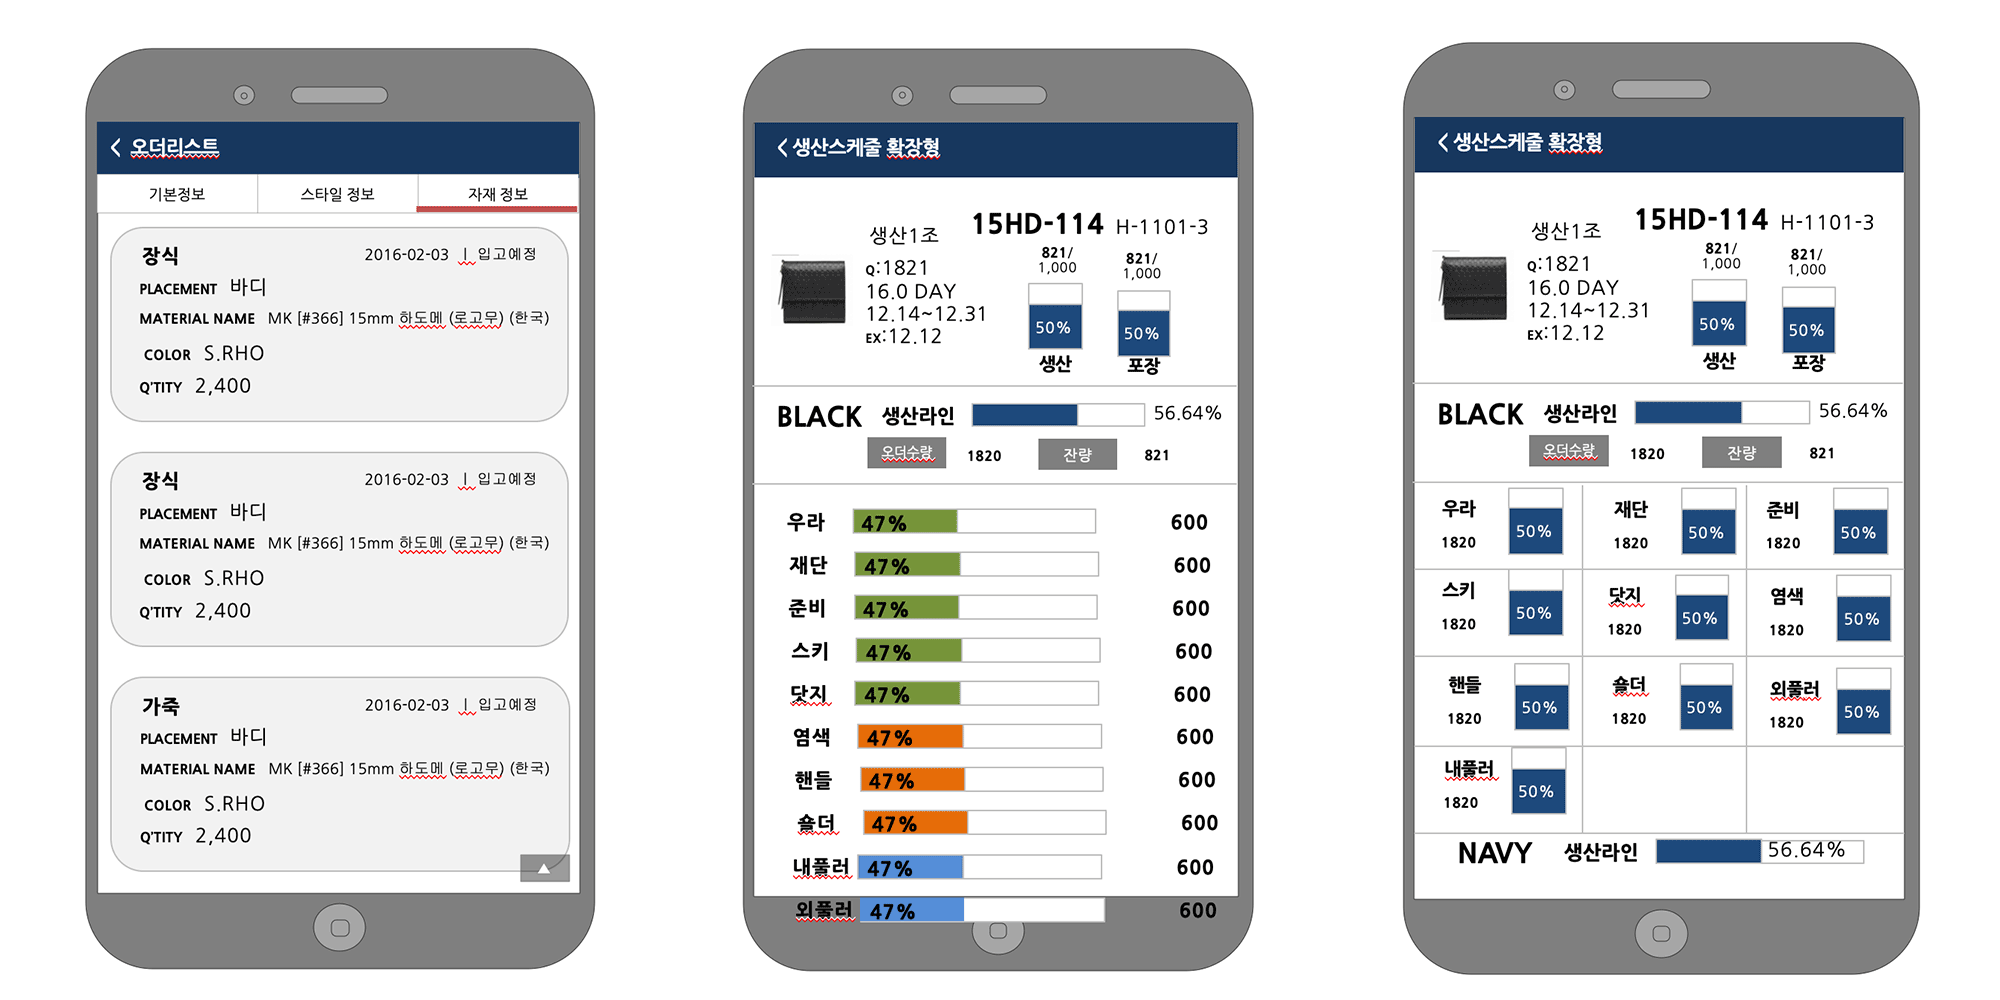 오더리스트
기본정보 스타일 정보 자재 정보
장식 2016-02-03 ㅣ 입고예정
PLACEMENT 바디
MATERIAL NAME MK [#366] 15mm 하도메 (로고무) (한국)
COLOR S.RHO
Q'TITY 2,400
장식 2016-02-03 ㅣ 입고예정
PLACEMENT 바디
MATERIAL NAME MK [#366] 15mm 하도메 (로고무) (한국)
COLOR S.RHO
Q'TITY 2,400
가죽 2016-02-03 ㅣ 입고예정
PLACEMENT 바디
MATERIAL NAME MK [#366] 15mm 하도메 (로고무) (한국)
COLOR S.RHO
Q'TITY 2,400
생산스케줄 확장형
생산1조 15HD-114 H-1101-3
Q:1821
16.0 DAY
12.14~12.31
EX:12.12
821/
1,000
50%
생산
821/
1,000
50%
포장
BLACK 생산라인 56.64%
오더수량 1820 잔량 821
우라 47% 600
재단 47% 600
준비 47% 600
스키 47% 600
닷지 47% 600
염색 47% 600
핸들 47% 600
숄더 47% 600
내풀러 47% 600
외풀러 47% 600
생산스케줄 확장형
생산1조 15HD-114 H-1101-3
Q:1821
16.0 DAY
12.14~12.31
EX:12.12
821/
1,000
50%
생산
821/
1,000
50%
포장
BLACK 생산라인 56.64%
오더수량 1820 잔량 821
우라 1820 50%
재단 1820 50%
준비 1820 50%
스키 1820 50%
닷지 1820 50%
염색 1820 50%
핸들 1820 50%
숄더 1820 50%
외풀러 1820 50%
내풀러 1820 50%
NAVY 생산라인 56.64%